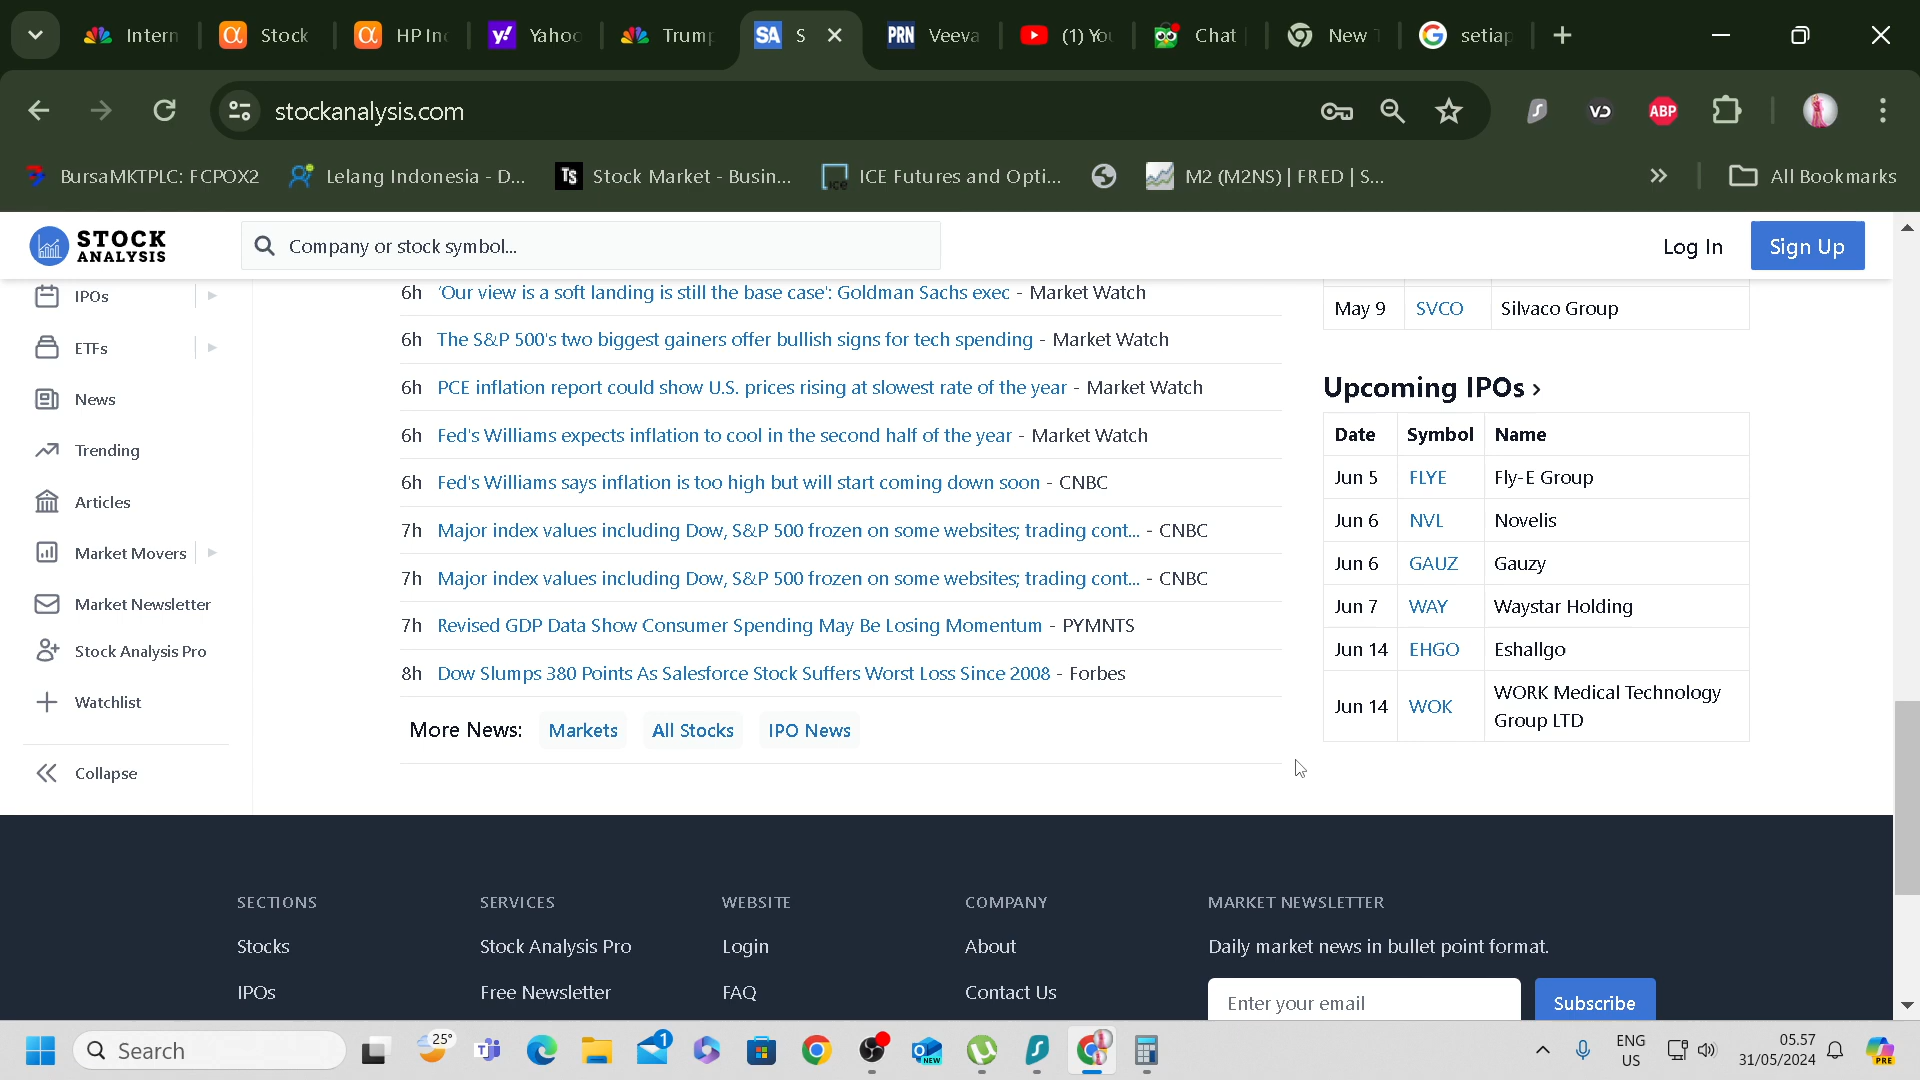 Intern
Stock
HP Inc
Yahoo
Trump
SA S
PRN Veeva
(1) You
Chat
New T
setiap
stockanalysis.com
VD
ABP
BursaMKTPLC: FCPOX2
Lelang Indonesia - D...
TS Stock Market - Busin...
ICE Futures and Opti...
M2 (M2NS) | FRED | S...
All Bookmarks
STOCK
ANALYSIS
Company or stock symbol...
Log In
Sign Up
IPOs
ETFs
News
Trending
Articles
Market Movers
Market Newsletter
Stock Analysis Pro
Watchlist
Collapse
6h 'Our view is a soft landing is still the base case': Goldman Sachs exec - Market Watch
6h The S&P 500's two biggest gainers offer bullish signs for tech spending - Market Watch
6h PCE inflation report could show U.S. prices rising at slowest rate of the year - Market Watch
6h Fed's Williams expects inflation to cool in the second half of the year - Market Watch
6h Fed's Williams says inflation is too high but will start coming down soon - CNBC
7h Major index values including Dow, S&P 500 frozen on some websites; trading cont... - CNBC
7h Major index values including Dow, S&P 500 frozen on some websites; trading cont... - CNBC
7h Revised GDP Data Show Consumer Spending May Be Losing Momentum - PYMNTS
8h Dow Slumps 380 Points As Salesforce Stock Suffers Worst Loss Since 2008 - Forbes
More News: Markets All Stocks IPO News
May 9 SVCO Silvaco Group
Upcoming IPOs
Date Symbol Name
Jun 5 FLYE Fly-E Group
Jun 6 NVL Novelis
Jun 6 GAUZ Gauzy
Jun 7 WAY Waystar Holding
Jun 14 EHGO Eshallgo
Jun 14 WOK WORK Medical Technology
Group LTD
SECTIONS
Stocks
IPOs
SERVICES
Stock Analysis Pro
Free Newsletter
WEBSITE
Login
FAQ
COMPANY
About
Contact Us
MARKET NEWSLETTER
Daily market news in bullet point format.
Enter your email
Subscribe
Search
25°
1
NEW
ENG
US
05.57
31/05/2024
PRE